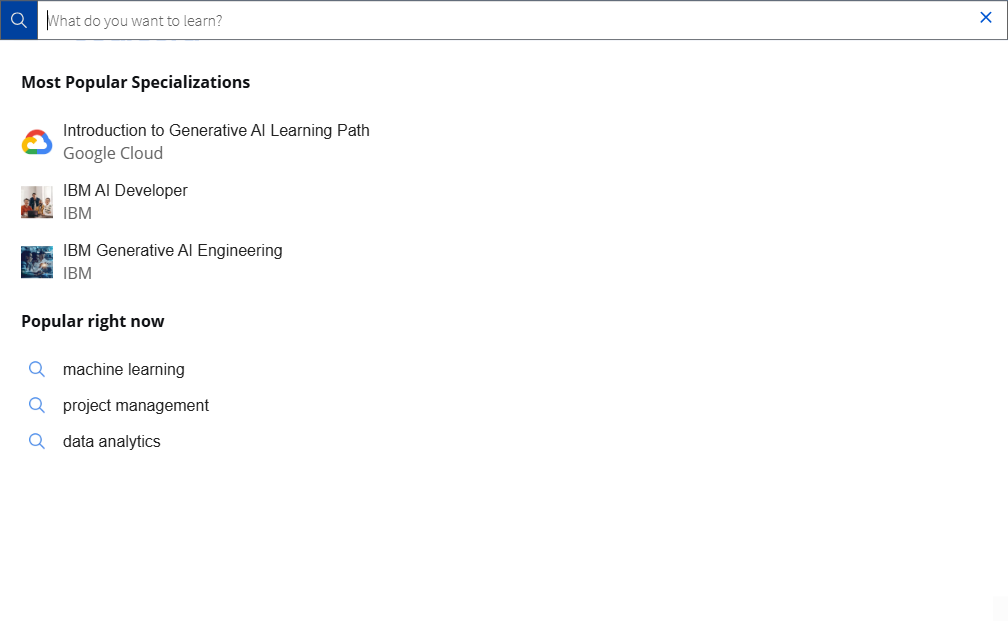 What do you want to learn?
Most Popular Specializations
Introduction to Generative AI Learning Path
Google Cloud
IBM AI Developer
IBM
IBM Generative AI Engineering
IBM
Popular right now
machine learning
project management
data analytics